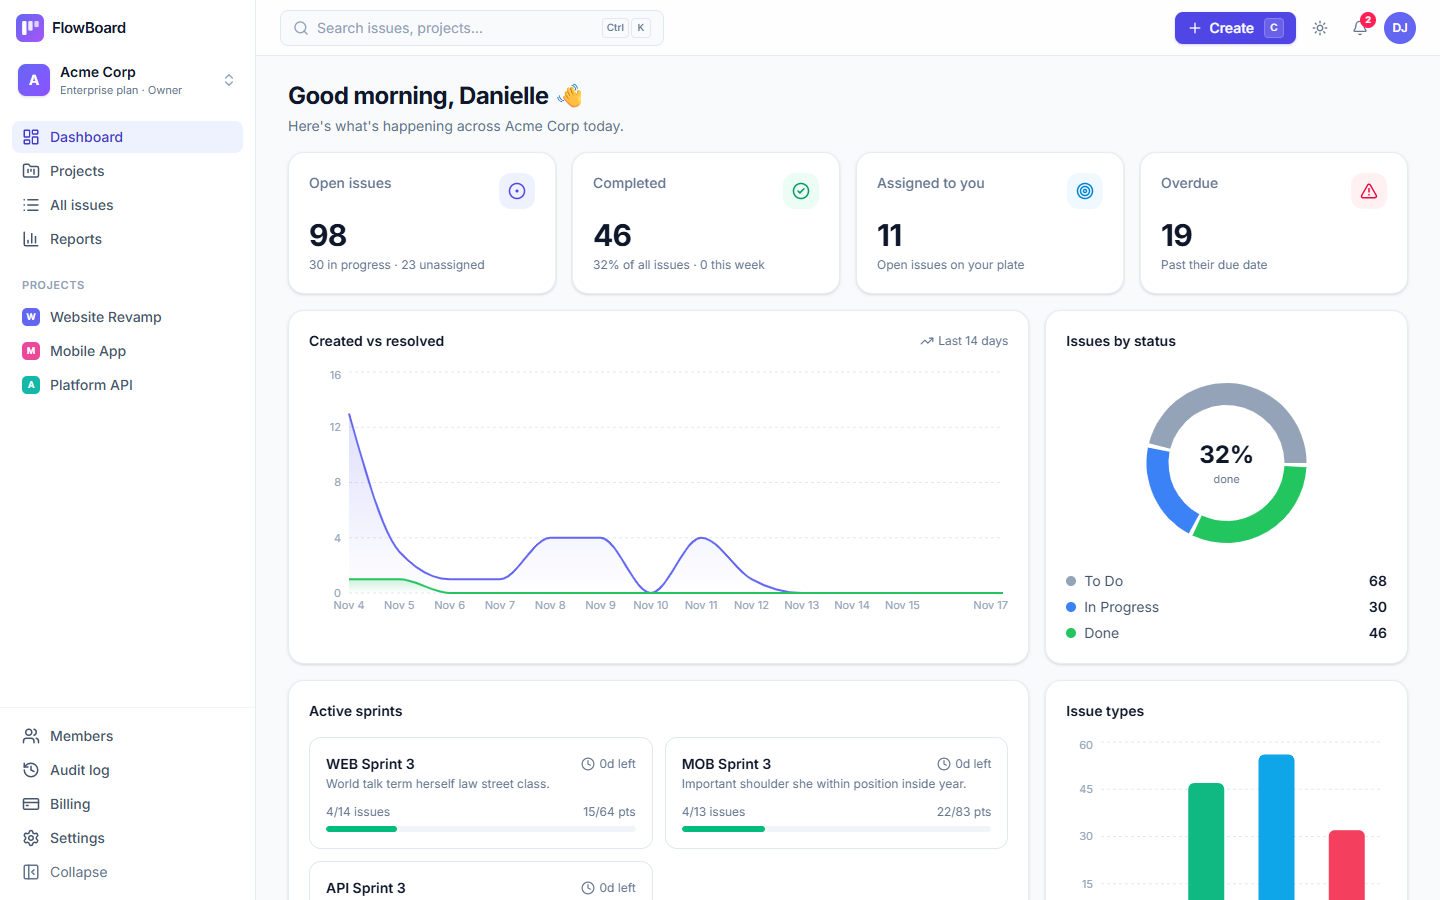 FlowBoard
A
Acme Corp
Enterprise plan · Owner
Dashboard
Projects
All issues
Reports
PROJECTS
W Website Revamp
M Mobile App
A Platform API
Members
Audit log
Billing
Settings
Collapse
Search issues, projects...
Ctrl K
Create C
2
DJ
Good morning, Danielle 👋
Here's what's happening across Acme Corp today.
Open issues
98
30 in progress · 23 unassigned
Completed
46
32% of all issues · 0 this week
Assigned to you
11
Open issues on your plate
Overdue
19
Past their due date
Created vs resolved
Last 14 days
16
12
8
4
0
Nov 4 Nov 5 Nov 6 Nov 7 Nov 8 Nov 9 Nov 10 Nov 11 Nov 12 Nov 13 Nov 14 Nov 15 Nov 17
Issues by status
32%
done
To Do 68
In Progress 30
Done 46
Active sprints
WEB Sprint 3 0d left
World talk term herself law street class.
4/14 issues 15/64 pts
MOB Sprint 3 0d left
Important shoulder she within position inside year.
4/13 issues 22/83 pts
API Sprint 3 0d left
Issue types
60
45
30
15